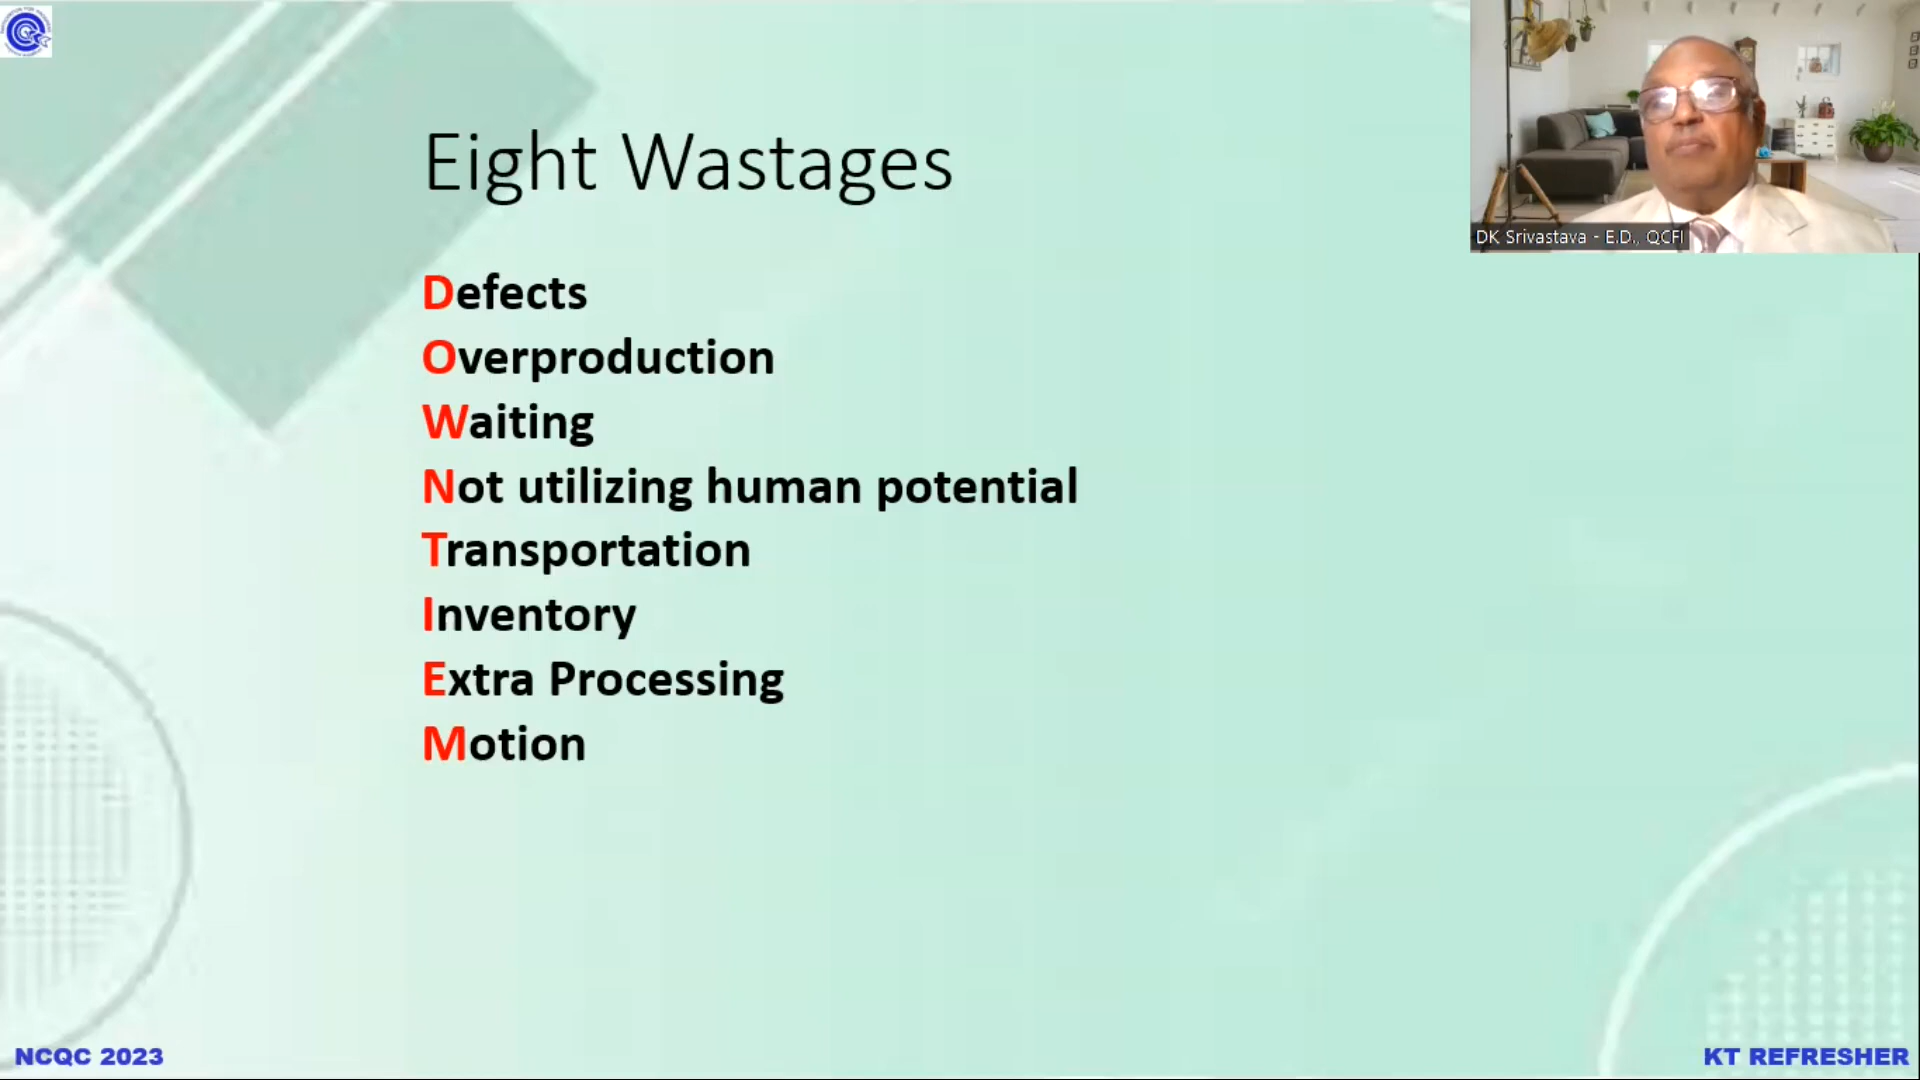 Eight Wastages
Defects
Overproduction
Waiting
Not utilizing human potential
Transportation
Inventory
Extra Processing
Motion
DK Srivastava - E.D., QCFI
NCQC 2023
KT REFRESHER